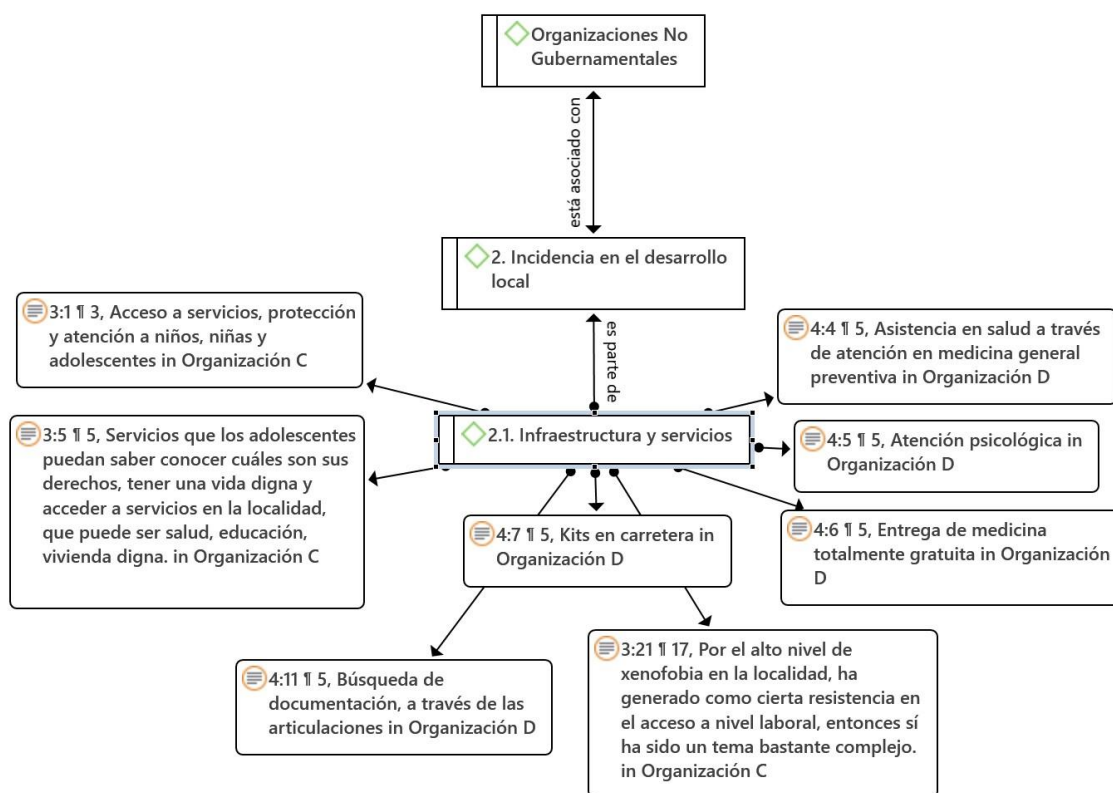 Organizaciones No
Gubernamentales
está asociado con
2. Incidencia en el desarrollo
local
es parte de
3:1 ¶ 3, Acceso a servicios, protección
y atención a niños, niñas y
adolescentes in Organización C
4:4 ¶ 5, Asistencia en salud a través
de atención en medicina general
preventiva in Organización D
3:5 ¶ 5, Servicios que los adolescentes
puedan saber conocer cuáles son sus
derechos, tener una vida digna y
acceder a servicios en la localidad,
que puede ser salud, educación,
vivienda digna. in Organización C
2.1. Infraestructura y servicios
4:5 ¶ 5, Atención psicológica in
Organización D
4:7 ¶ 5, Kits en carretera in
Organización D
4:6 ¶ 5, Entrega de medicina
totalmente gratuita in Organización
D
4:11 ¶ 5, Búsqueda de
documentación, a través de las
articulaciones in Organización D
3:21 ¶ 17, Por el alto nivel de
xenofobia en la localidad, ha
generado como cierta resistencia en
el acceso a nivel laboral, entonces sí
ha sido un tema bastante complejo.
in Organización C